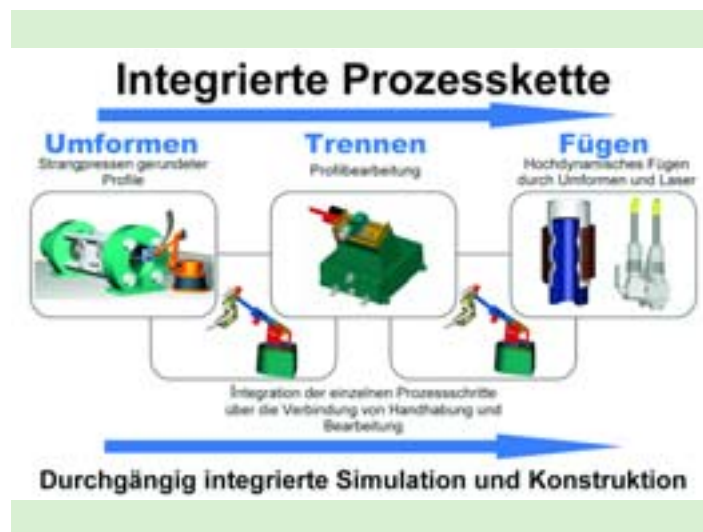 Integrierte Prozesskette
Umformen
Strangpressen gerundeter
Profile
Trennen
Profilbearbeitung
Fügen
Hochdynamisches Fügen
durch Umformen und Laser
Integration der einzelnen Prozessschritte
über die Verbindung von Handhabung und
Bearbeitung
Durchgängig integrierte Simulation und Konstruktion